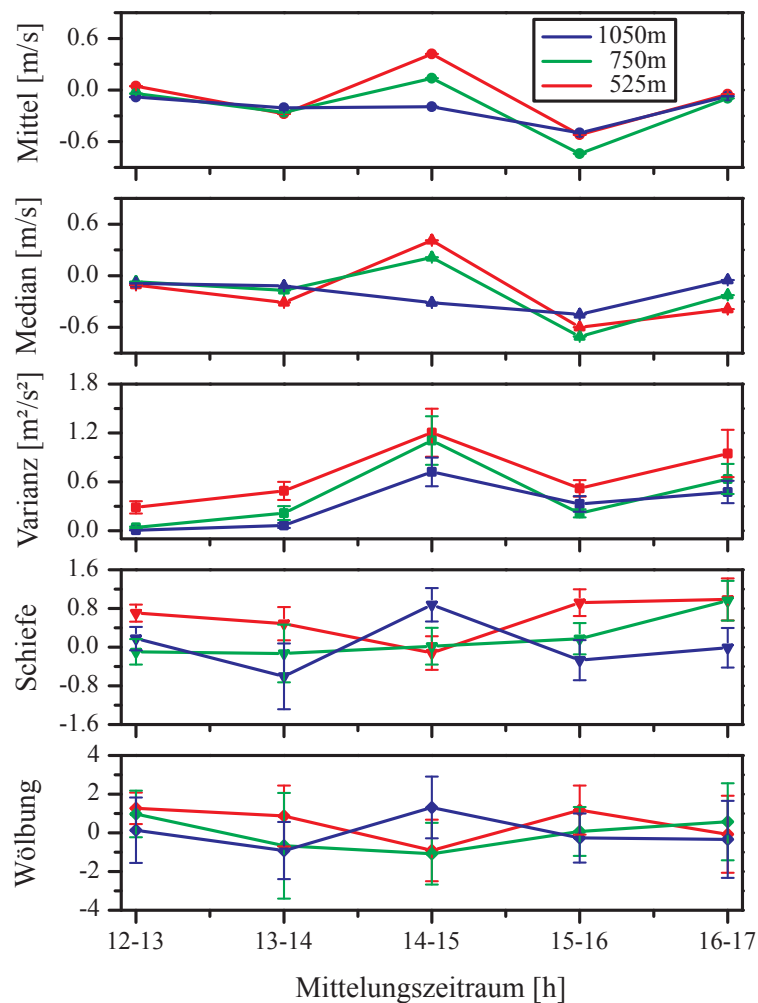 Mittel [m/s]
0.6
0.0
-0.6
1050m
750m
525m
Median [m/s]
0.6
0.0
-0.6
Varianz [m²/s²]
1.8
1.2
0.6
0.0
Schiefe
1.6
0.8
0.0
-0.8
-1.6
Wölbung
4
2
0
-2
-4
12-13 13-14 14-15 15-16 16-17
Mittelungszeitraum [h]